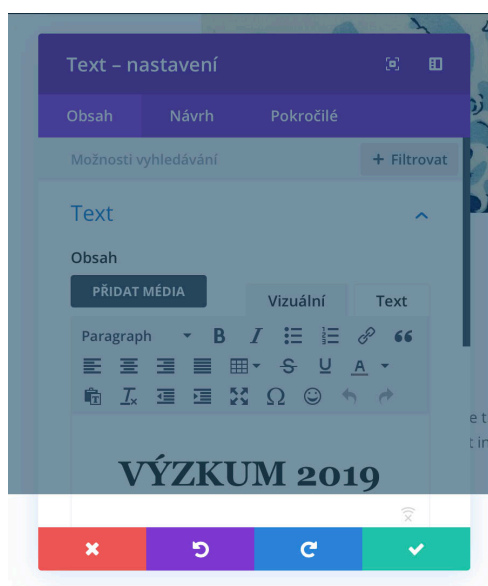 Text – nastavení
Obsah Návrh Pokročilé
Možnosti vyhledávání + Filtrovat
Text
Obsah
PŘIDAT MÉDIA Vizuální Text
Paragraph B I U A
VÝZKUM 2019